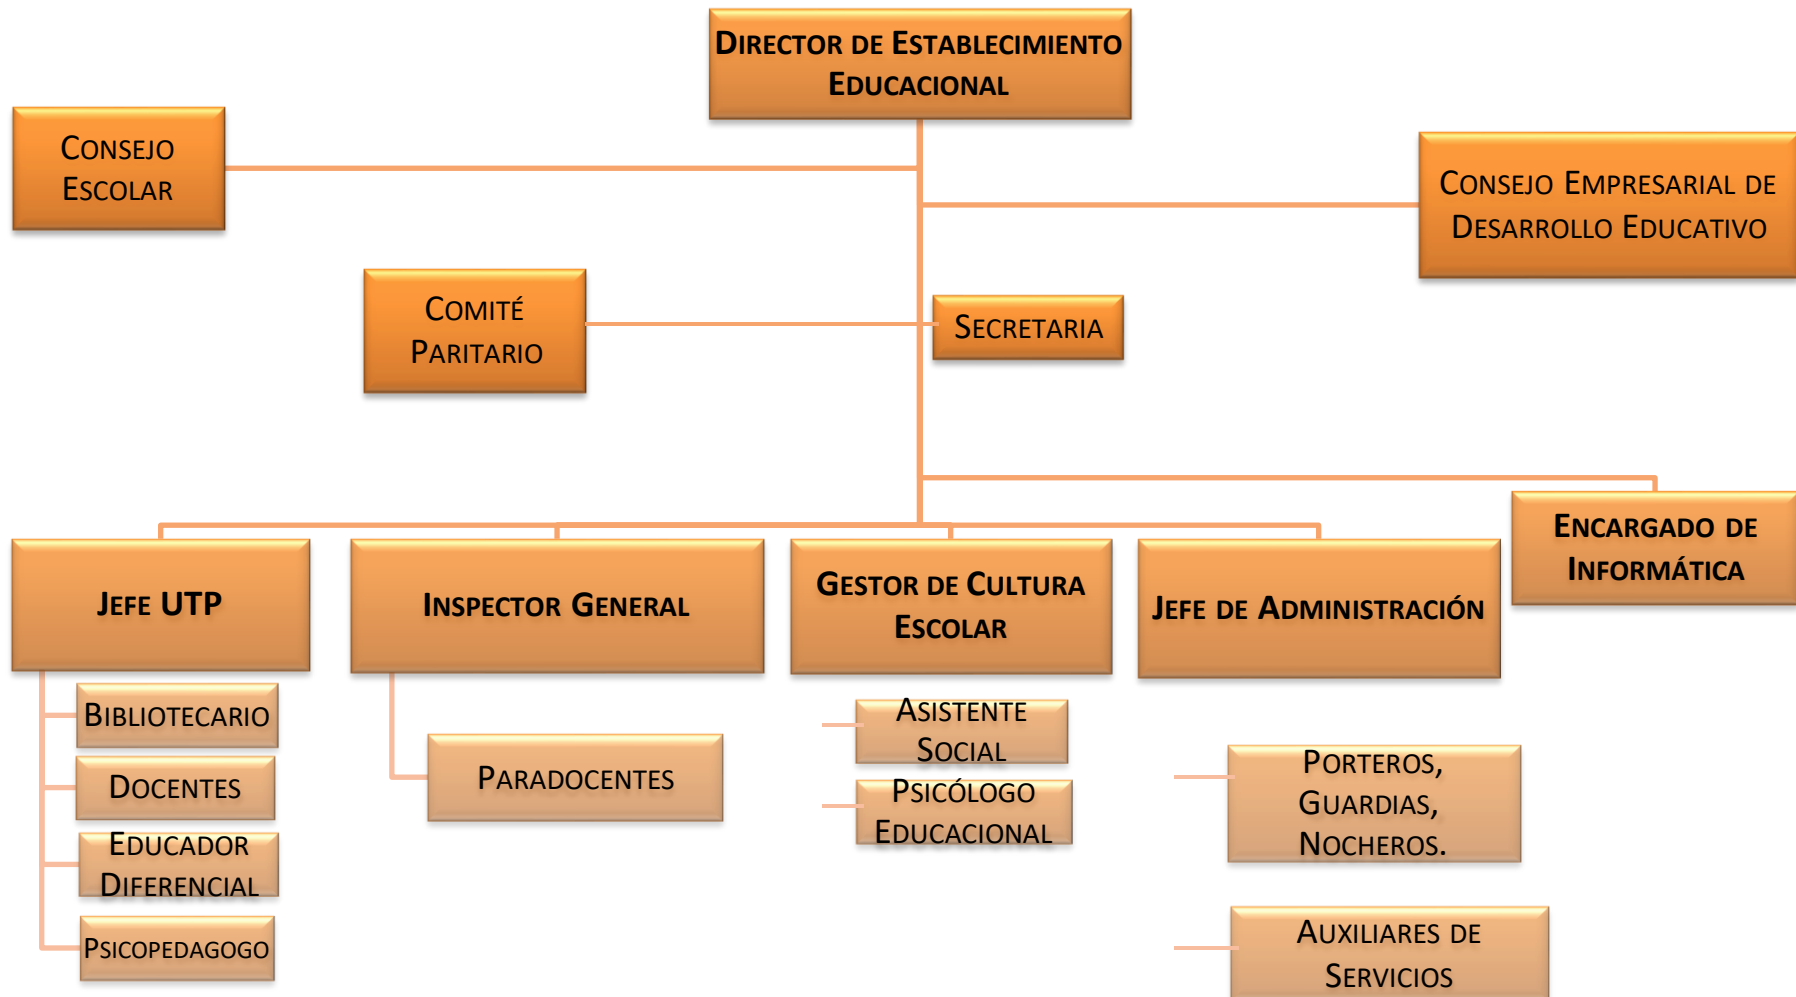 Director de Establecimiento
Educacional
Consejo
Escolar
Consejo Empresarial de
Desarrollo Educativo
Comité
Paritario
Secretaria
Encargado de
Informática
Jefe UTP
Inspector General
Gestor de Cultura
Escolar
Jefe de Administración
Bibliotecario
Docentes
Educador
Diferencial
Psicopedagogo
Paradocentes
Asistente
Social
Psicólogo
Educacional
Porteros,
Guardias,
Nocheros.
Auxiliares de
Servicios